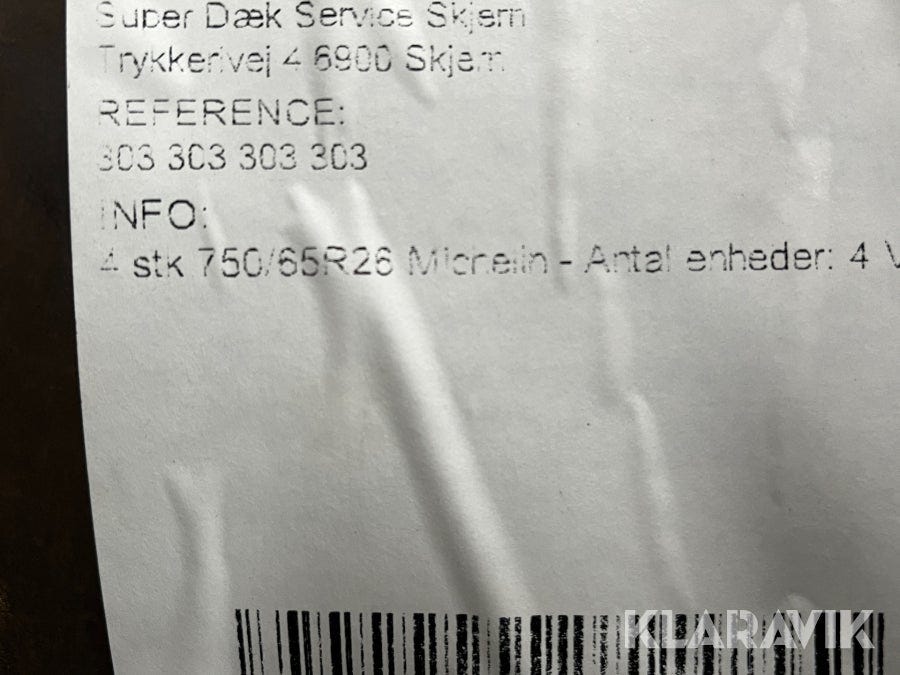 Super Dæk Service Skjern
Trykkerivej 4 6900 Skjern
REFERENCE:
303 303 303 303
INFO:
4 stk 750/65R26 Michelin - Antal enheder: 4 V
KLARAVIK